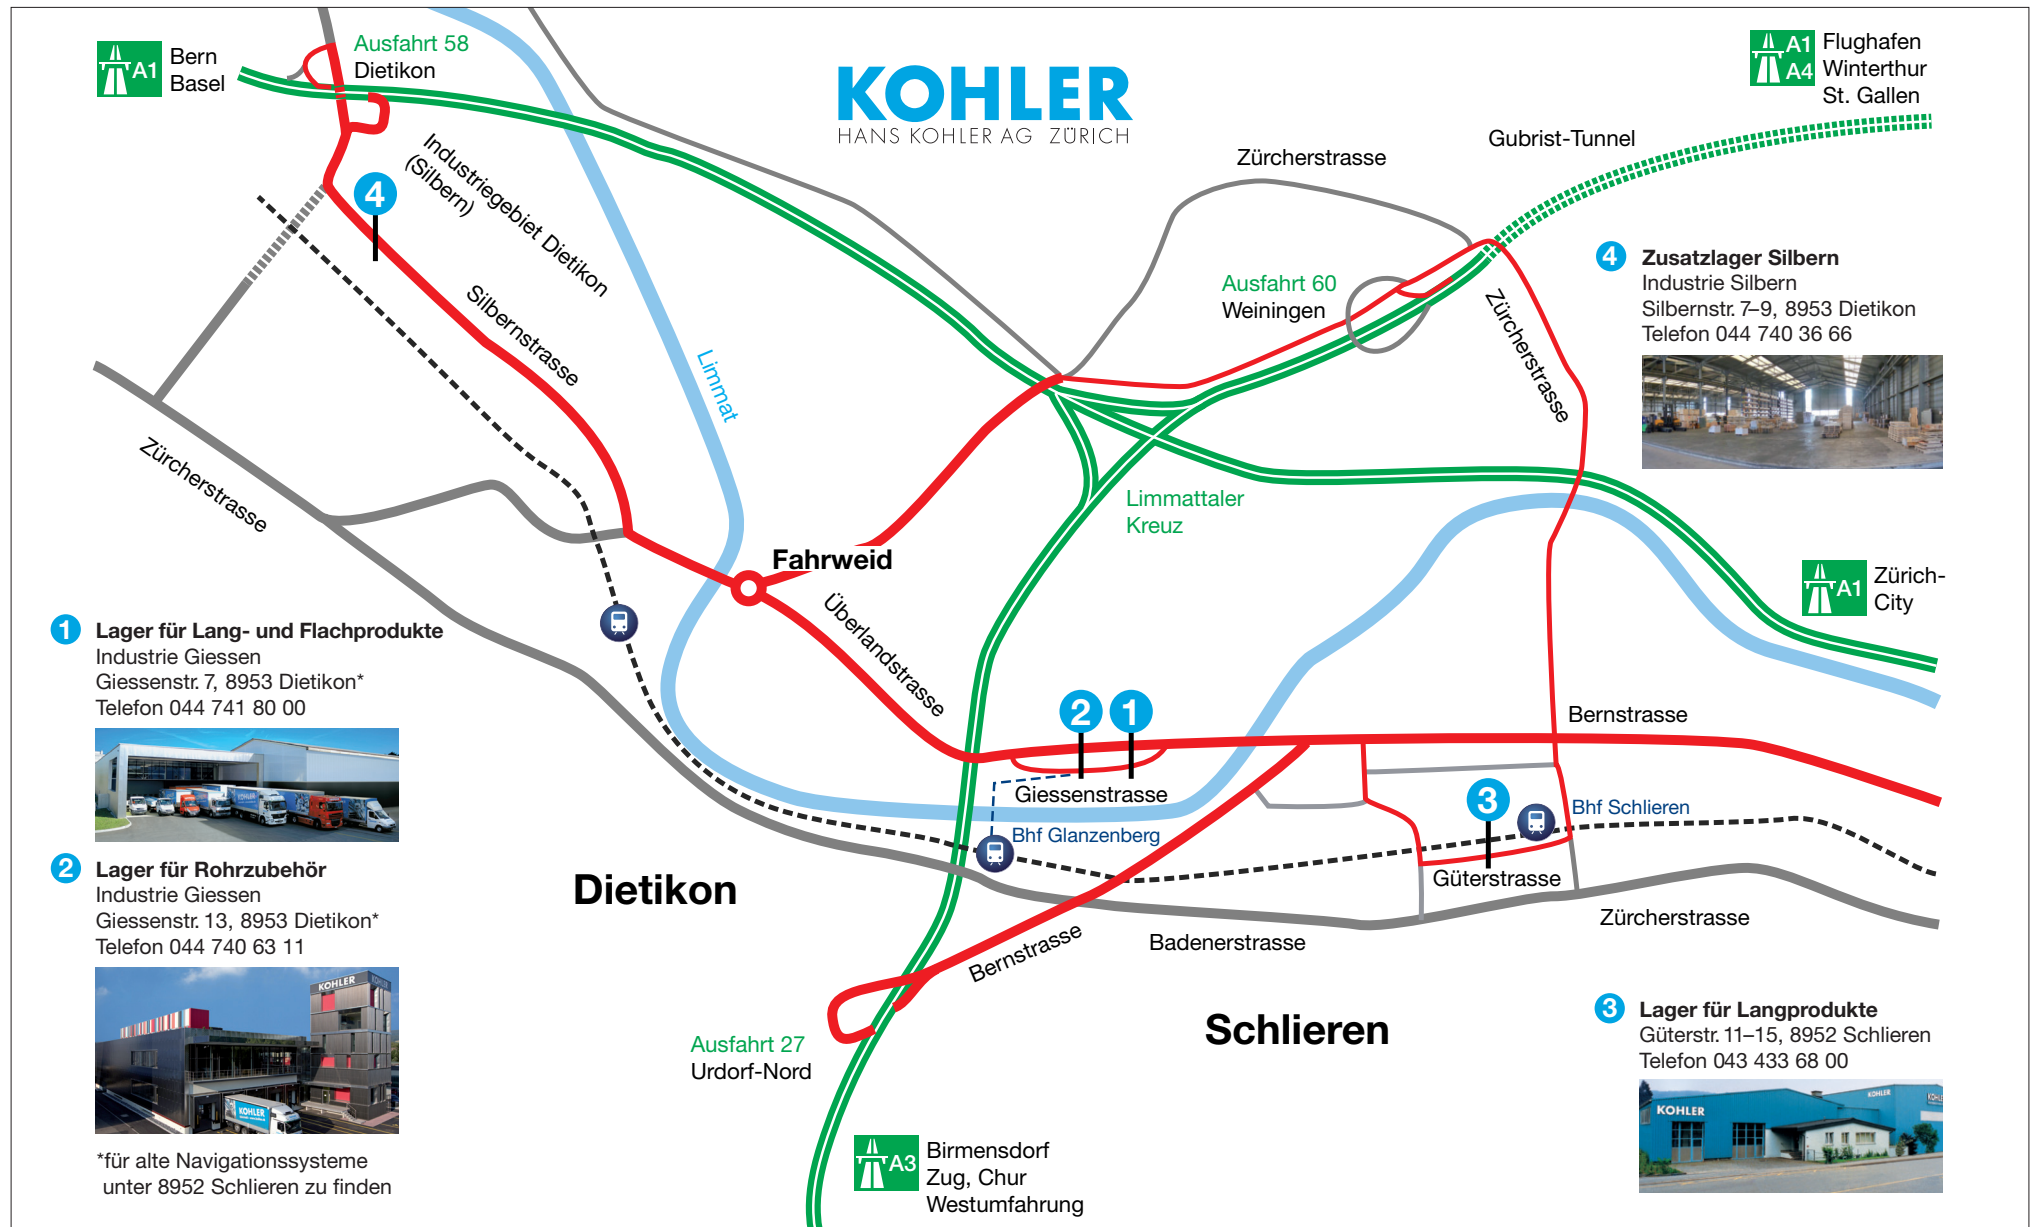 A1
Bern
Basel
Ausfahrt 58
Dietikon
KOHLER
HANS KOHLER AG ZÜRICH
A1
A4
Flughafen
Winterthur
St. Gallen
Gubrist-Tunnel
Zürcherstrasse
Industriegebiet Dietikon
(Silbern)
4
Silbernstrasse
Limmat
Ausfahrt 60
Weiningen
Zürcherstrasse
4 Zusatzlager Silbern
Industrie Silbern
Silbernstr. 7–9, 8953 Dietikon
Telefon 044 740 36 66
Zürcherstrasse
Limmattaler
Kreuz
Fahrweid
Überlandstrasse
A1
Zürich-
City
1 Lager für Lang- und Flachprodukte
Industrie Giessen
Giessenstr. 7, 8953 Dietikon*
Telefon 044 741 80 00
KOHLER
2
1
Bernstrasse
Giessenstrasse
3
Bhf Schlieren
Bhf Glanzenberg
Güterstrasse
2 Lager für Rohrzubehör
Industrie Giessen
Giessenstr. 13, 8953 Dietikon*
Telefon 044 740 63 11
KOHLER
KOHLER
KOHLER
Dietikon
Bernstrasse
Badenerstrasse
Zürcherstrasse
Schlieren
Ausfahrt 27
Urdorf-Nord
3 Lager für Langprodukte
Güterstr. 11–15, 8952 Schlieren
Telefon 043 433 68 00
KOHLER
KOHLER
A3
Birmensdorf
Zug, Chur
Westumfahrung
*für alte Navigationssysteme
unter 8952 Schlieren zu finden